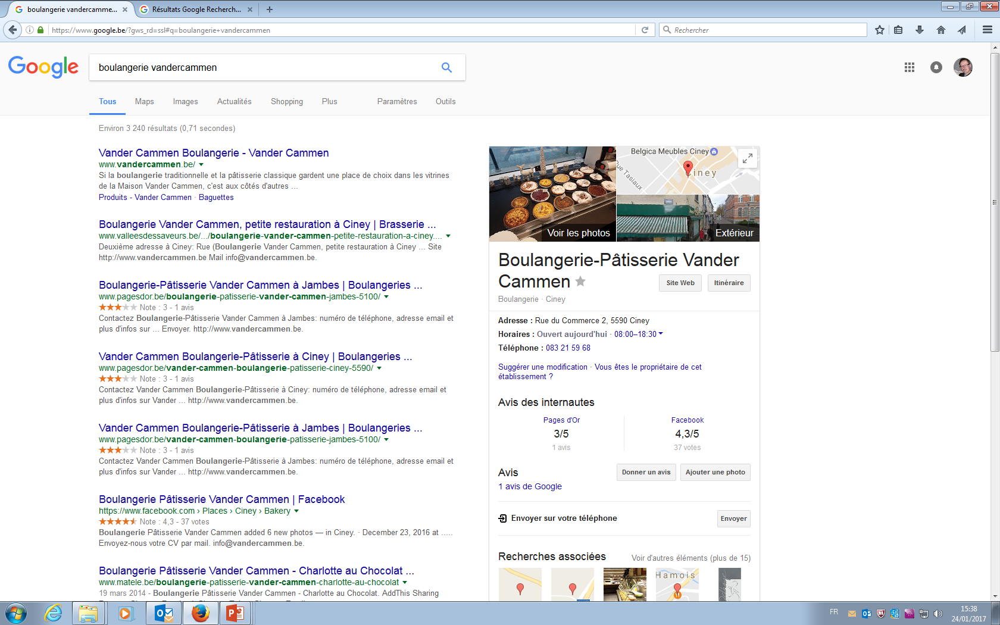 boulangerie vandercamme...
Résultats Google Recherch...
https://www.google.be/?gws_rd=ssl#q=boulangerie+vandercammen
Rechercher
Google
boulangerie vandercammen
Tous
Maps
Images
Actualités
Shopping
Plus
Paramètres
Outils
Environ 3 240 résultats (0,71 secondes)
Vander Cammen Boulangerie - Vander Cammen
www.vandercammen.be/
Si la boulangerie traditionnelle et la pâtisserie classique gardent une place de choix dans les vitrines
de la Maison Vander Cammen, c'est aux côtés d'autres ...
Produits - Vander Cammen · Baguettes
Boulangerie Vander Cammen, petite restauration à Ciney | Brasserie ...
www.valleesdessaveurs.be/.../boulangerie-vander-cammen-petite-restauration-a-ciney....
Deuxième adresse à Ciney: Rue (Boulangerie Vander Cammen, petite restauration à Ciney ... Site
http://www.vandercammen.be Mail info@vandercammen.be.
Boulangerie-Pâtisserie Vander Cammen à Jambes | Boulangeries ...
www.pagesdor.be/boulangerie-patisserie-vander-cammen-jambes-5100/
Note : 3 - 1 avis
Contactez Boulangerie-Pâtisserie Vander Cammen à Jambes: numéro de téléphone, adresse email et
plus d'infos sur ... Envoyer. http://www.vandercammen.be.
Vander Cammen Boulangerie-Pâtisserie à Ciney | Boulangeries ...
www.pagesdor.be/vander-cammen-boulangerie-patisserie-ciney-5590/
Note : 3 - 1 avis
Contactez Vander Cammen Boulangerie-Pâtisserie à Ciney: numéro de téléphone, adresse email et
plus d'infos sur Vander ... http://www.vandercammen.be.
Vander Cammen Boulangerie-Pâtisserie à Jambes | Boulangeries ...
www.pagesdor.be/vander-cammen-boulangerie-patisserie-jambes-5100/
Note : 3 - 1 avis
Contactez Vander Cammen Boulangerie-Pâtisserie à Jambes: numéro de téléphone, adresse email et
plus d'infos sur Vander ... http://www.vandercammen.be.
Boulangerie Pâtisserie Vander Cammen | Facebook
https://www.facebook.com › Places › Ciney › Bakery
Note : 4,3 - 37 votes
Boulangerie Pâtisserie Vander Cammen added 6 new photos — in Ciney. · December 23, 2016 at .....
Envoyez-nous votre CV par mail. info@vandercammen.be.
Boulangerie Pâtisserie Vander Cammen - Charlotte au Chocolat ...
www.matele.be/boulangerie-patisserie-vander-cammen-charlotte-au-chocolat
19 mars 2014 - Boulangerie Pâtisserie Vander Cammen - Charlotte au Chocolat. AddThis Sharing
Voir les photos
Belgica Meubles Ciney
Rue Tasiaux
Ciney
Extérieur
Boulangerie-Pâtisserie Vander
Cammen
Site Web
Itinéraire
Boulangerie · Ciney
Adresse : Rue du Commerce 2, 5590 Ciney
Horaires : Ouvert aujourd'hui · 08:00–18:30
Téléphone : 083 21 59 68
Suggérer une modification · Vous êtes le propriétaire de cet
établissement ?
Avis des internautes
Pages d'Or
3/5
1 avis
Facebook
4,3/5
37 votes
Avis
Donner un avis
Ajouter une photo
1 avis de Google
Envoyer sur votre téléphone
Envoyer
Recherches associées
Voir d'autres éléments (plus de 15)
Hamois
FR
15:38
24/01/2017